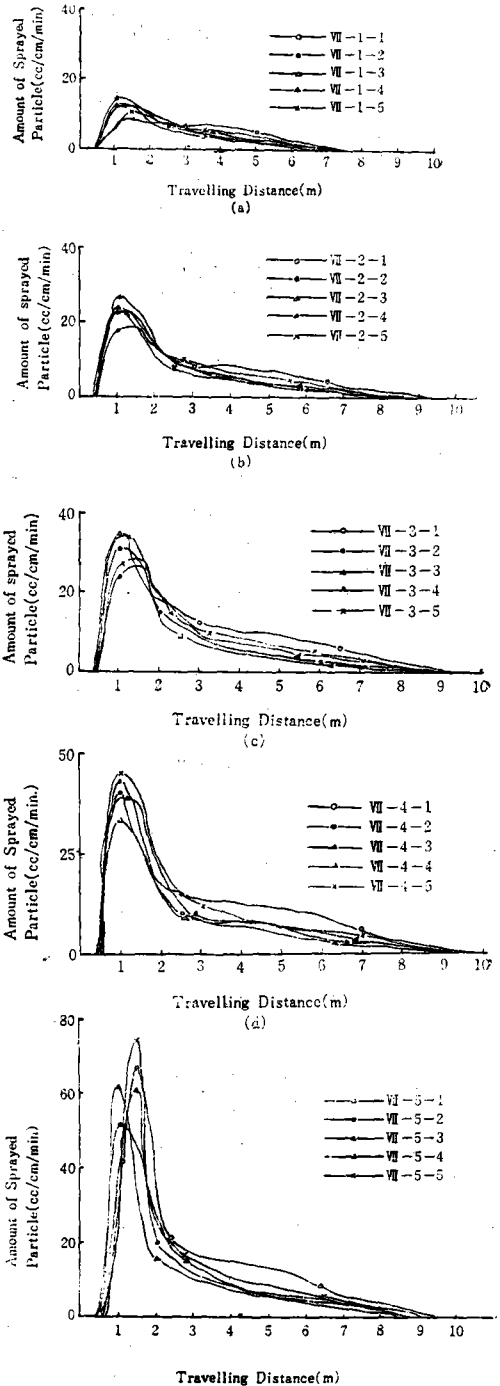 Amount of Sprayed
Particle(cc/cm/min)
40
20
10
0
VII-1-1
VII-1-2
VII-1-3
VII-1-4
VII-1-5
1 2 3 4 5 6 7 8 9 10
Travelling Distance(m)
(a)
Amount of sprayed
Particle(cc/cm/min)
40
20
0
VII-2-1
VII-2-2
VII-2-3
VII-2-4
VII-2-5
1 2 3 4 5 6 7 8 9 10
Travelling Distance(m)
(b)
Amount of sprayed
Particle(cc/cm/min)
40
20
0
VII-3-1
VII-3-2
VII-3-3
VII-3-4
VII-3-5
1 2 3 4 5 6 7 8 9 10
Travelling Distance(m)
(c)
Amount of Sprayed
Particle(cc/cm/min.)
50
25
0
VII-4-1
VII-4-2
VII-4-3
VII-4-4
VII-4-5
1 2 3 4 5 6 7 8 9 10
Travelling Distance(m)
(d)
Amount of Sprayed
Particle(cc/cm/min.)
80
60
40
20
0
VII-5-1
VII-5-2
VII-5-3
VII-5-4
VII-5-5
1 2 3 4 5 6 7 8 9 10
Travelling Distance(m)